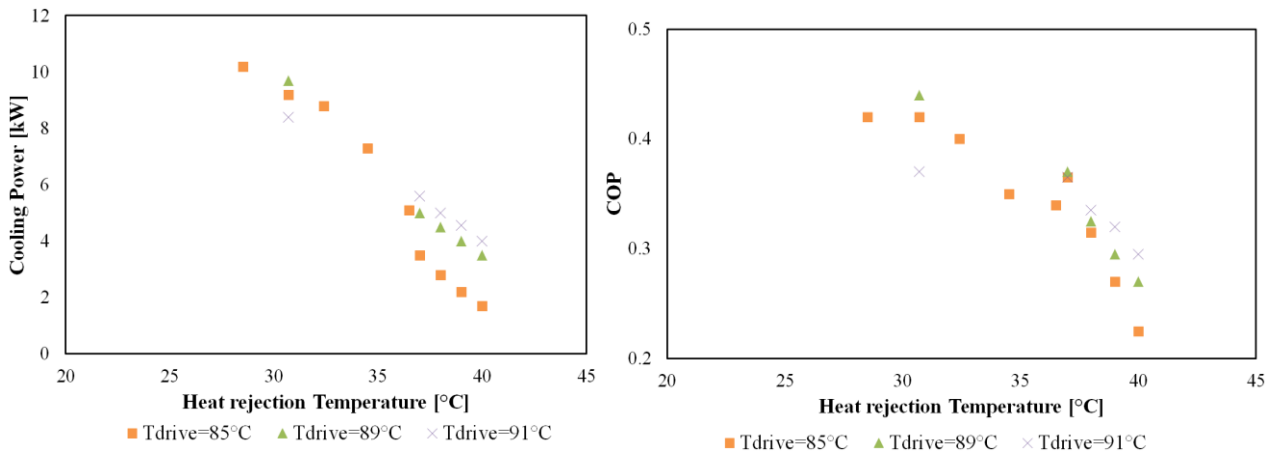 12
10
8
6
4
2
0
Cooling Power [kW]
20 25 30 35 40 45
Heat rejection Temperature [°C]
Tdrive=85°C Tdrive=89°C Tdrive=91°C
0.5
0.4
0.3
0.2
COP
20 25 30 35 40 45
Heat rejection Temperature [°C]
Tdrive=85°C Tdrive=89°C Tdrive=91°C